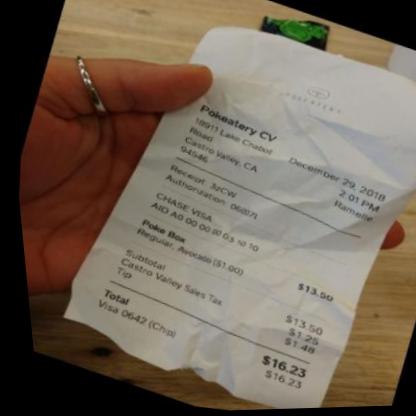 POKEATERY
Pokeatery CV
18911 Lake Chabot
Road
Castro Valley, CA
94546
December 29, 2018
2:01 PM
Ramelle
Receipt 3zCW
Authorization
CHASE VISA
AID A0 00 00 00 03 10 10
Poke Box $13.50
Regular, Avocado ($1.00)
Subtotal $13.50
Castro Valley Sales Tax $1.25
Tip $1.48
Total $16.23
Visa 0642 (Chip) $16.23